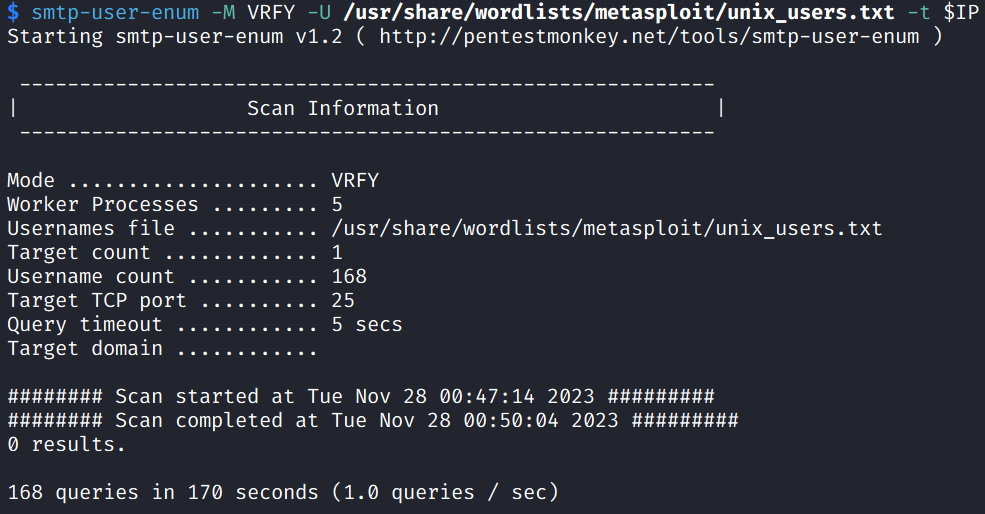 $ smtp-user-enum -M VRFY -U /usr/share/wordlists/metasploit/unix_users.txt -t $IP
Starting smtp-user-enum v1.2 ( http://pentestmonkey.net/tools/smtp-user-enum )
 ----------------------------------------------------------
|                   Scan Information                       |
 ----------------------------------------------------------
Mode ..................... VRFY
Worker Processes ......... 5
Usernames file ........... /usr/share/wordlists/metasploit/unix_users.txt
Target count ............. 1
Username count ........... 168
Target TCP port .......... 25
Query timeout ............ 5 secs
Target domain ............
######## Scan started at Tue Nov 28 00:47:14 2023 #########
######## Scan completed at Tue Nov 28 00:50:04 2023 #########
0 results.
168 queries in 170 seconds (1.0 queries / sec)